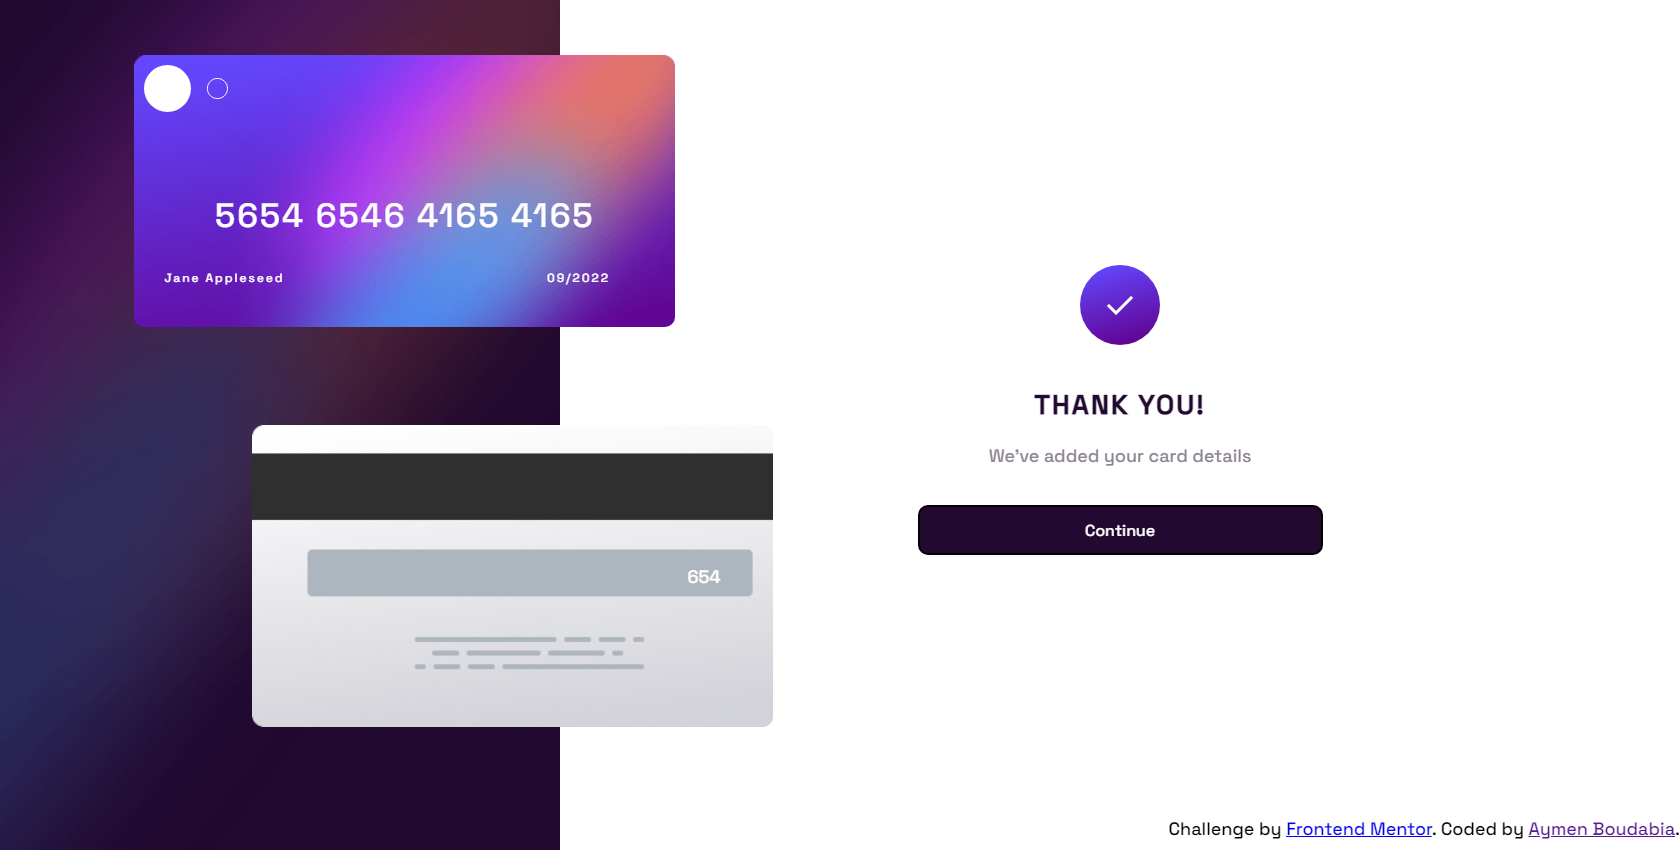 5654 6546 4165 4165
Jane Appleseed
09/2022
654
THANK YOU!
We've added your card details
Continue
Challenge by Frontend Mentor. Coded by Aymen Boudabia.